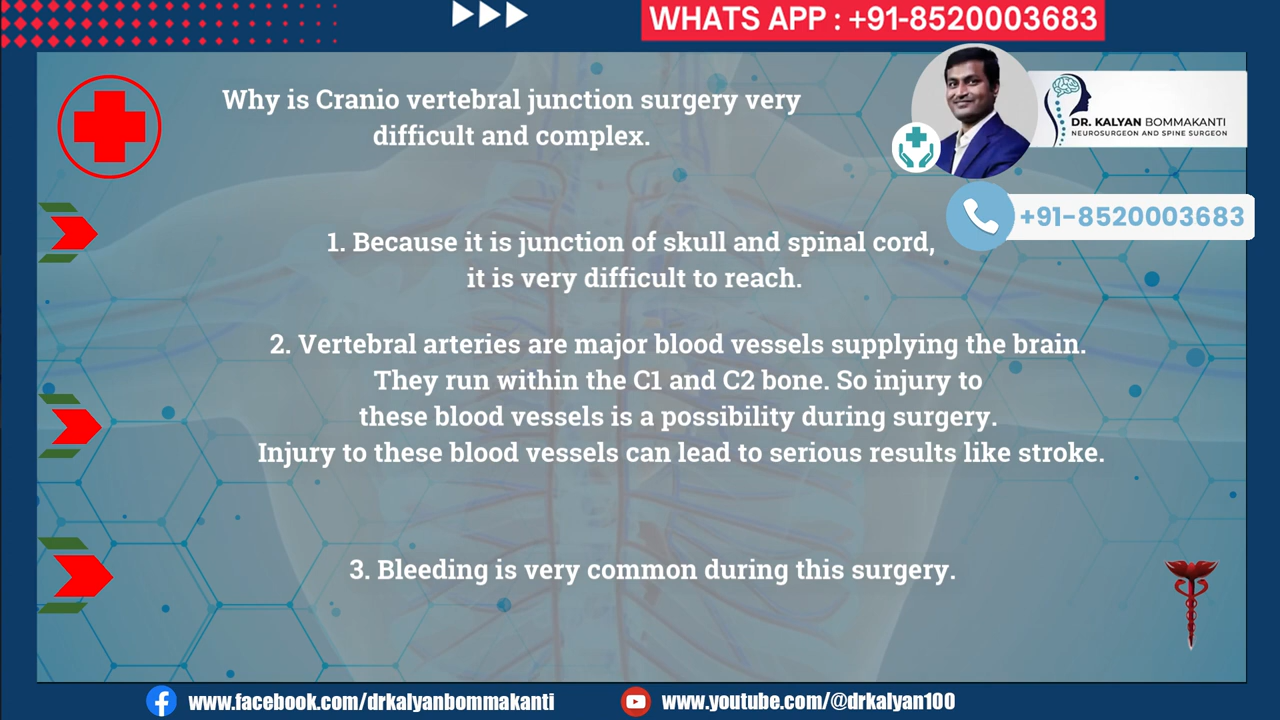 WHATS APP : +91-8520003683
Why is Cranio vertebral junction surgery very
difficult and complex.
DR. KALYAN BOMMAKANTI
NEUROSURGEON AND SPINE SURGEON
+91-8520003683
1. Because it is junction of skull and spinal cord,
it is very difficult to reach.
2. Vertebral arteries are major blood vessels supplying the brain.
They run within the C1 and C2 bone. So injury to
these blood vessels is a possibility during surgery.
Injury to these blood vessels can lead to serious results like stroke.
3. Bleeding is very common during this surgery.
www.facebook.com/drkalyanbommakanti
www.youtube.com/@drkalyan100